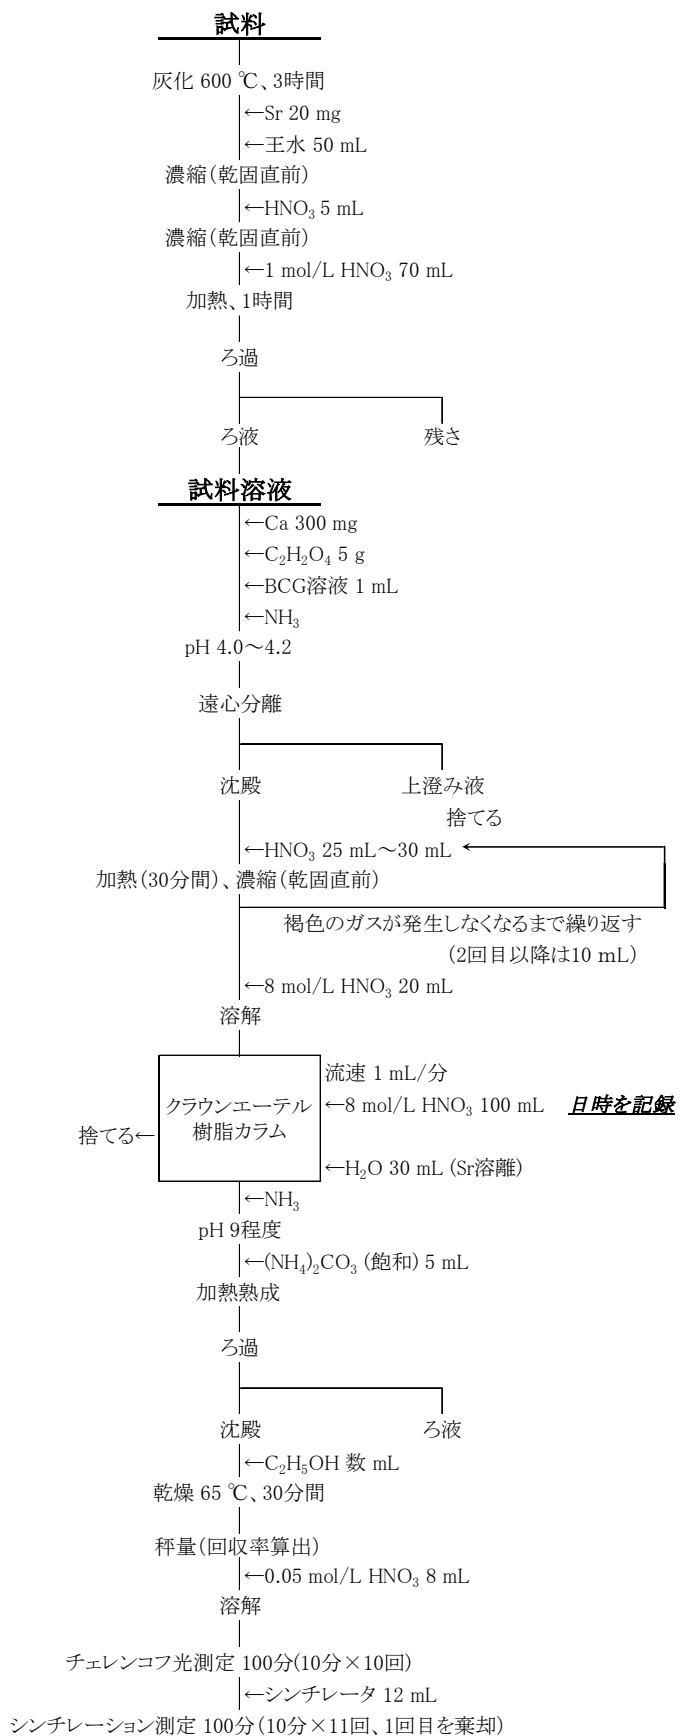 試料
灰化 600 ℃、3時間
←Sr 20 mg
←王水 50 mL
濃縮(乾固直前)
←HNO3 5 mL
濃縮(乾固直前)
←1 mol/L HNO3 70 mL
加熱、1時間
ろ過
ろ液 残さ
試料溶液
←Ca 300 mg
←C2H2O4 5 g
←BCG溶液 1 mL
←NH3
pH 4.0～4.2
遠心分離
沈殿 上澄み液
捨てる
←HNO3 25 mL～30 mL
加熱(30分間)、濃縮(乾固直前)
褐色のガスが発生しなくなるまで繰り返す
(2回目以降は10 mL)
←8 mol/L HNO3 20 mL
溶解
流速 1 mL/分
クラウンエーテル ←8 mol/L HNO3 100 mL 日時を記録
樹脂カラム
捨てる←
←H2O 30 mL (Sr溶離)
←NH3
pH 9程度
←(NH4)2CO3 (飽和) 5 mL
加熱熟成
ろ過
沈殿 ろ液
←C2H5OH 数 mL
乾燥 65 ℃、30分間
秤量(回収率算出)
←0.05 mol/L HNO3 8 mL
溶解
チェレンコフ光測定 100分(10分×10回)
←シンチレータ 12 mL
シンチレーション測定 100分(10分×11回、1回目を棄却)